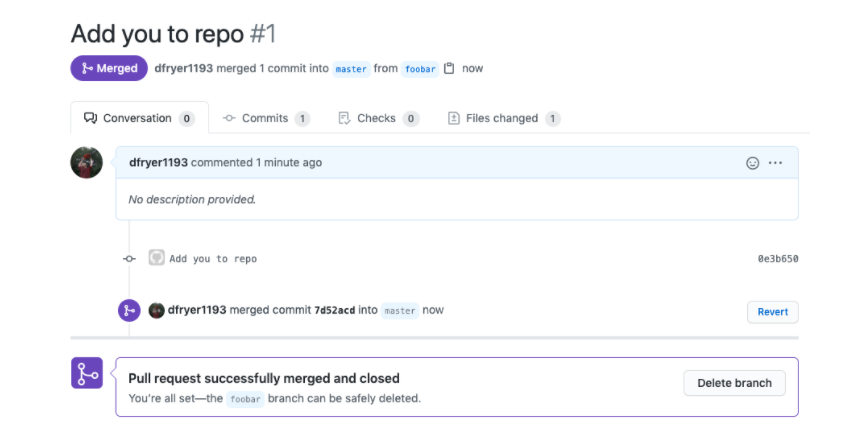 Add you to repo #1
Merged dfryer1193 merged 1 commit into master from foobar now
Conversation 0 Commits 1 Checks 0 Files changed 1
dfryer1193 commented 1 minute ago
No description provided.
Add you to repo 0e3b650
dfryer1193 merged commit 7d52acd into master now Revert
Pull request successfully merged and closed
Delete branch
You're all set—the foobar branch can be safely deleted.